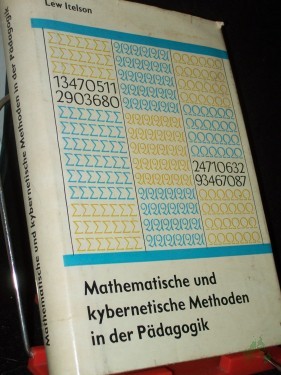 Lew Itelson
13470511
2903680
24710632
93467087
Mathematische und
kybernetische Methoden
in der Pädagogik
Mathematische und kybernetische Methoden in der Pädagogik